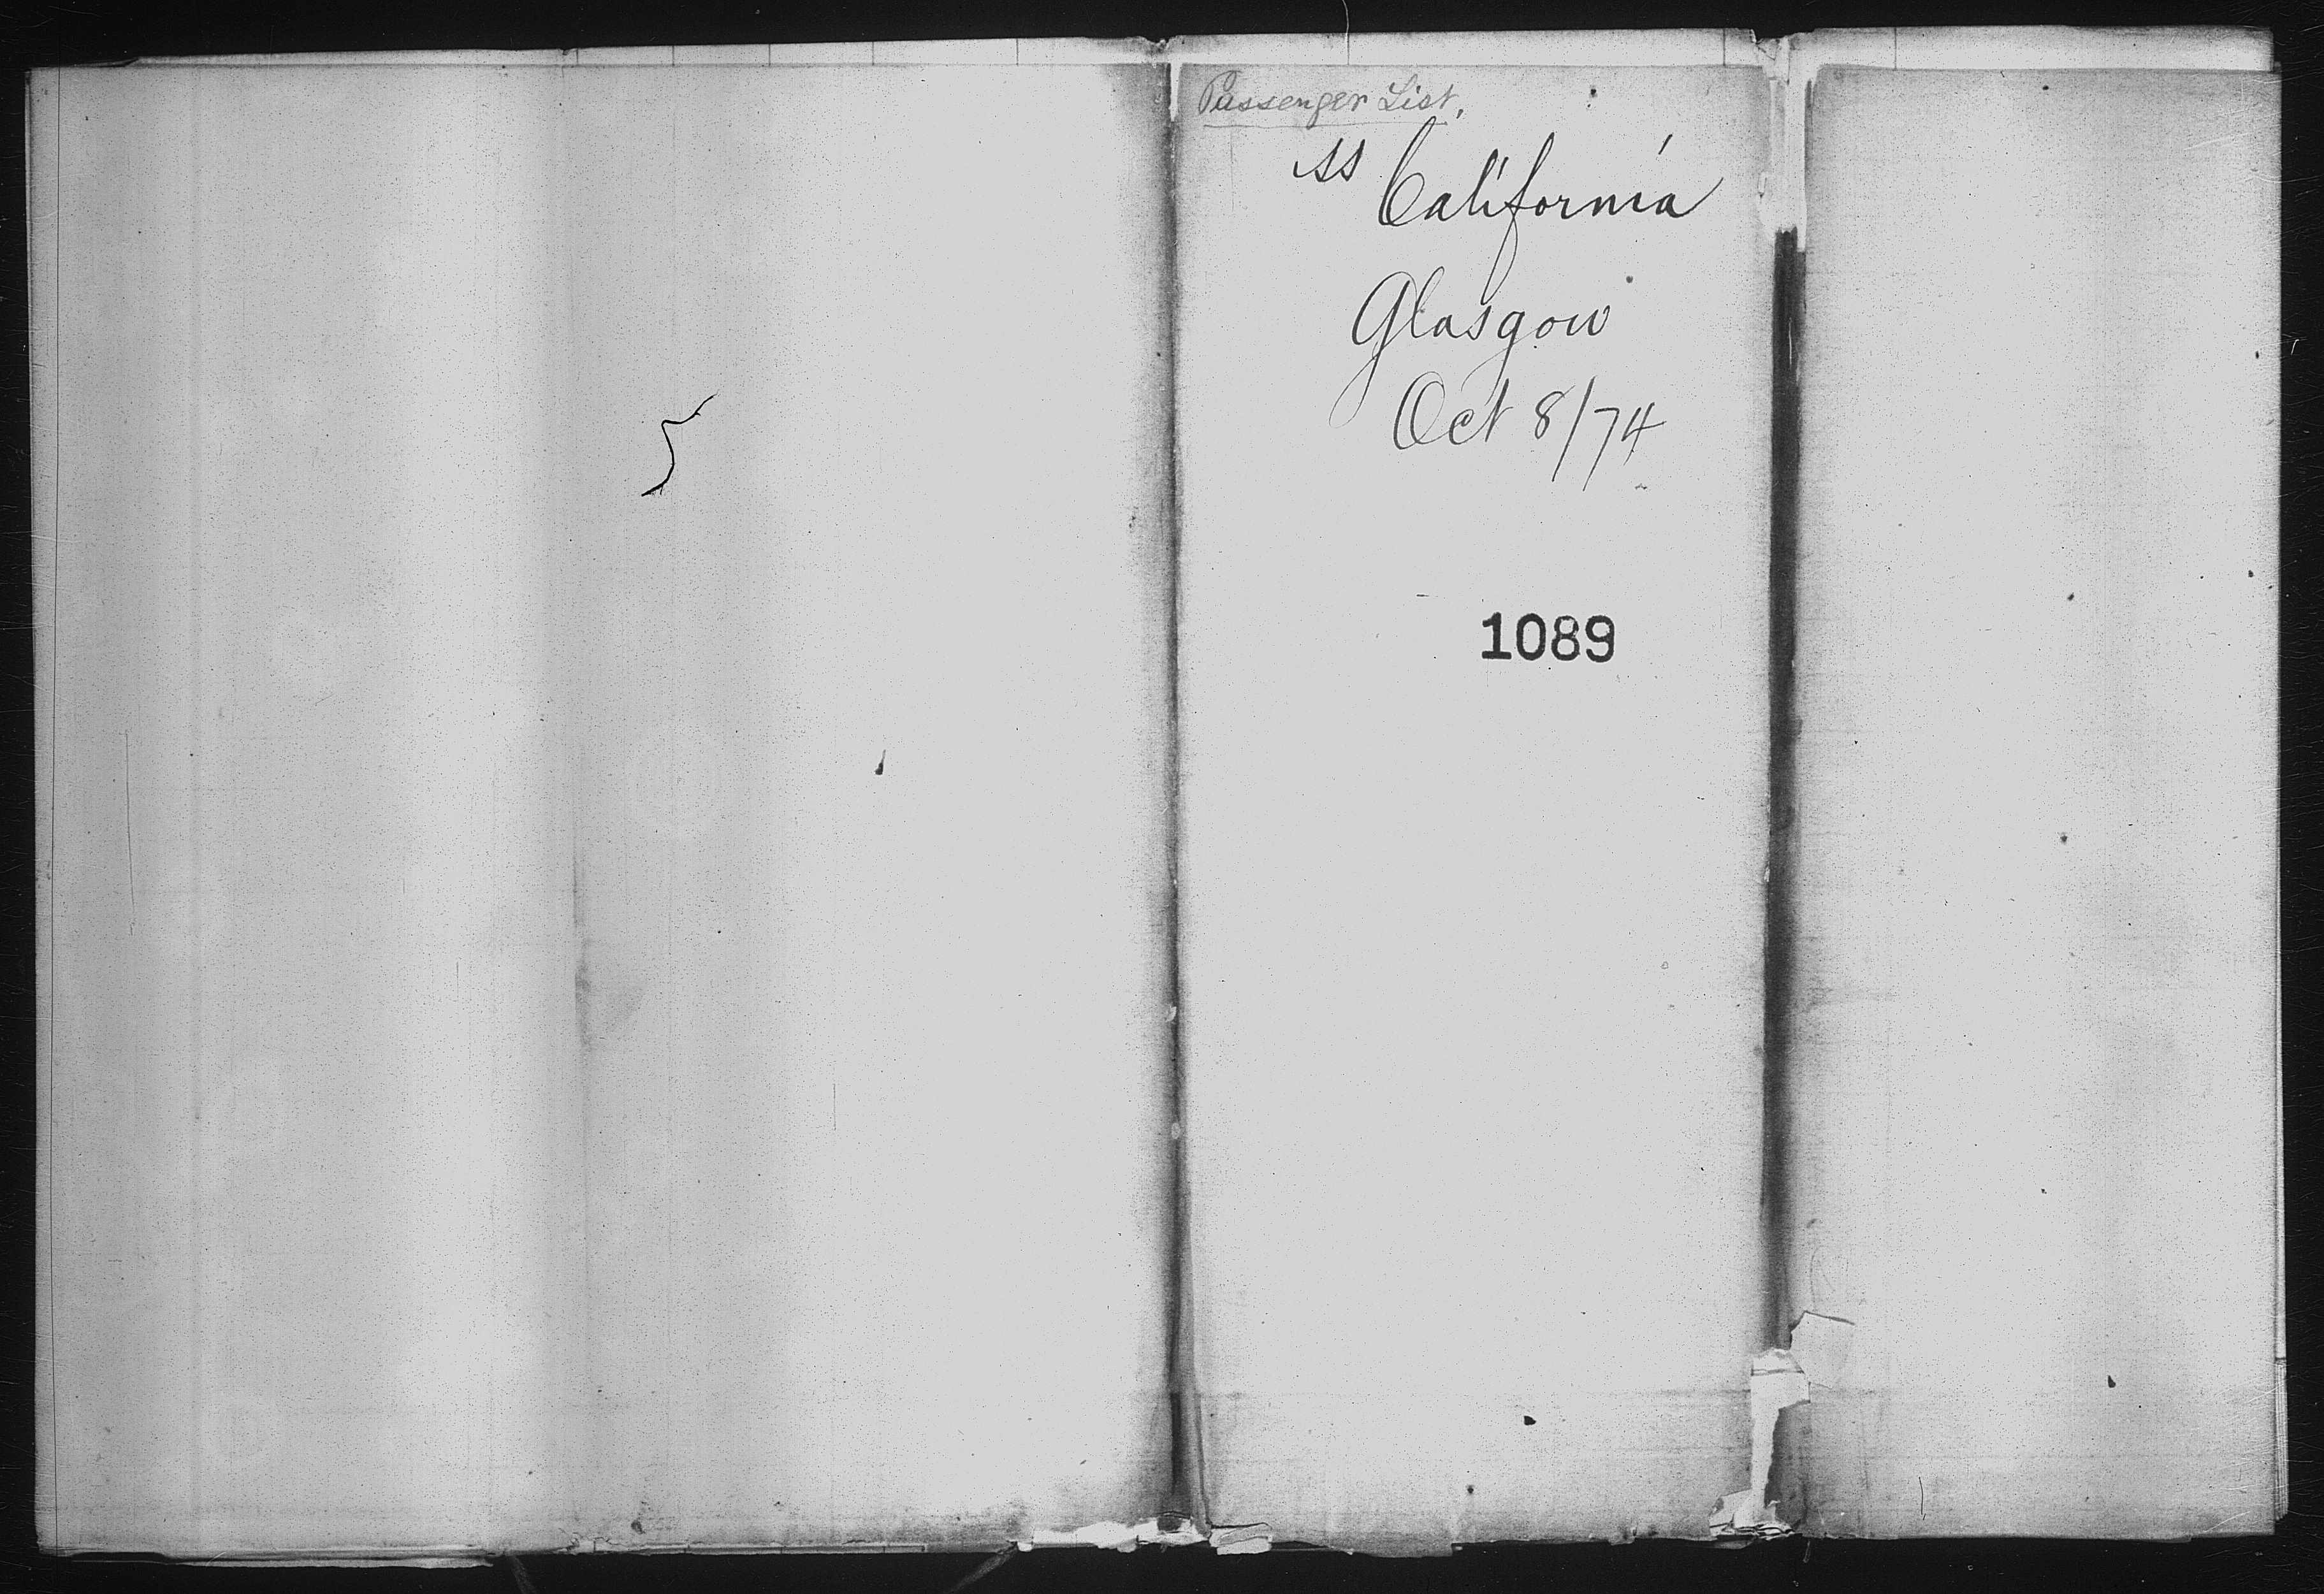 Passenger List.
SS California
Glasgow
Oct 8/74
1089